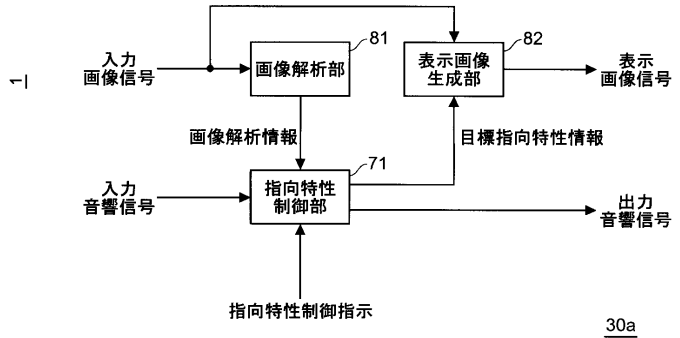 1
入力
画像信号
画像解析部
81
表示画像
生成部
82
表示
画像信号
画像解析情報
目標指向特性情報
入力
音響信号
指向特性
制御部
71
出力
音響信号
指向特性制御指示
30a